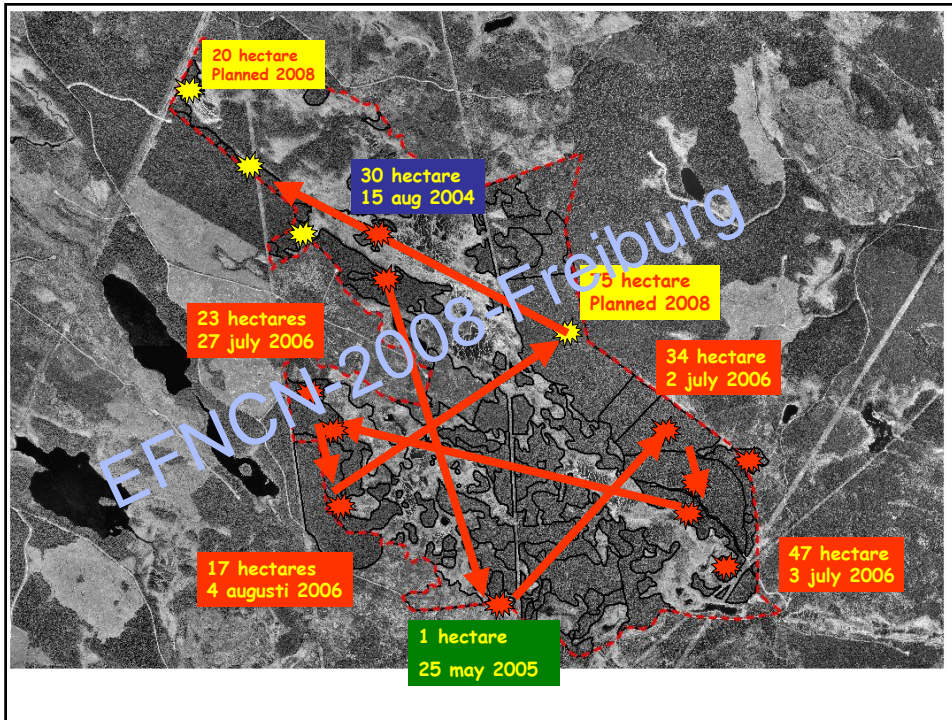 20 hectare
Planned 2008
30 hectare
15 aug 2004
75 hectare
Planned 2008
23 hectares
27 july 2006
34 hectare
2 july 2006
17 hectares
4 augusti 2006
47 hectare
3 july 2006
1 hectare
25 may 2005
EFNCN-2008-Freiburg